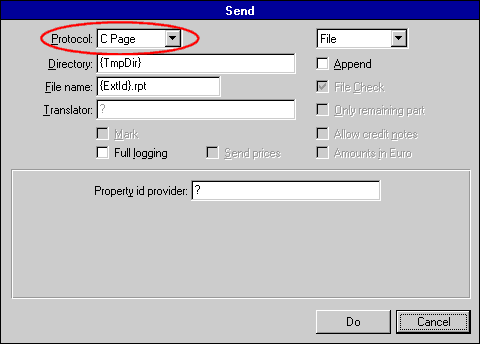 Send
Protocol: C Page File
Directory: {TmpDir} Append
File name: {ExtId}.rpt File Check
Translator: ? Only remaining part
Mark Allow credit notes
Full logging Send prices Amounts in Euro
Property id provider: ?
Do Cancel